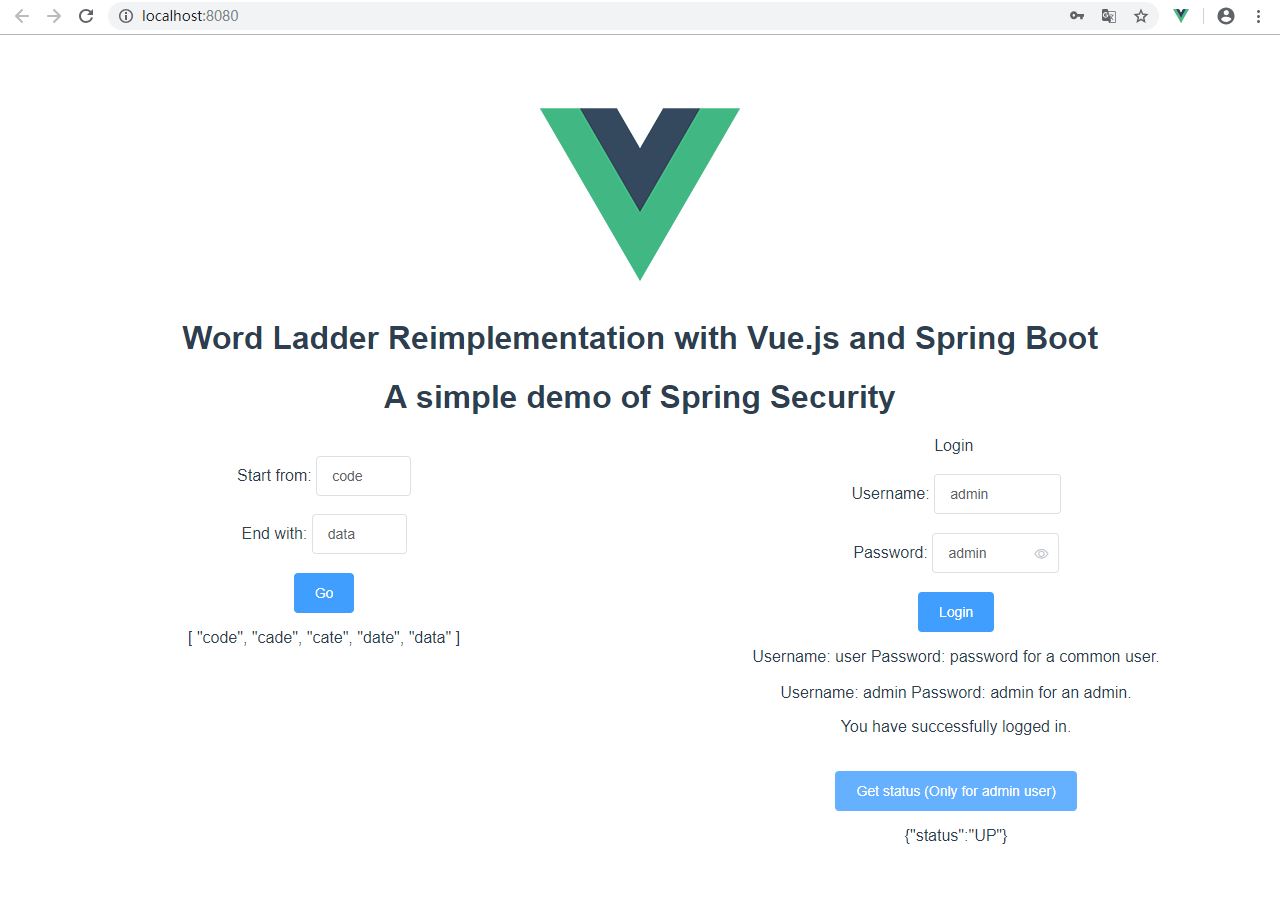 localhost:8080
Word Ladder Reimplementation with Vue.js and Spring Boot
A simple demo of Spring Security
Start from: code
End with: data
Go
[ "code", "cade", "cate", "date", "data" ]
Login
Username: admin
Password: admin
Login
Username: user Password: password for a common user.
Username: admin Password: admin for an admin.
You have successfully logged in.
Get status (Only for admin user)
{"status":"UP"}